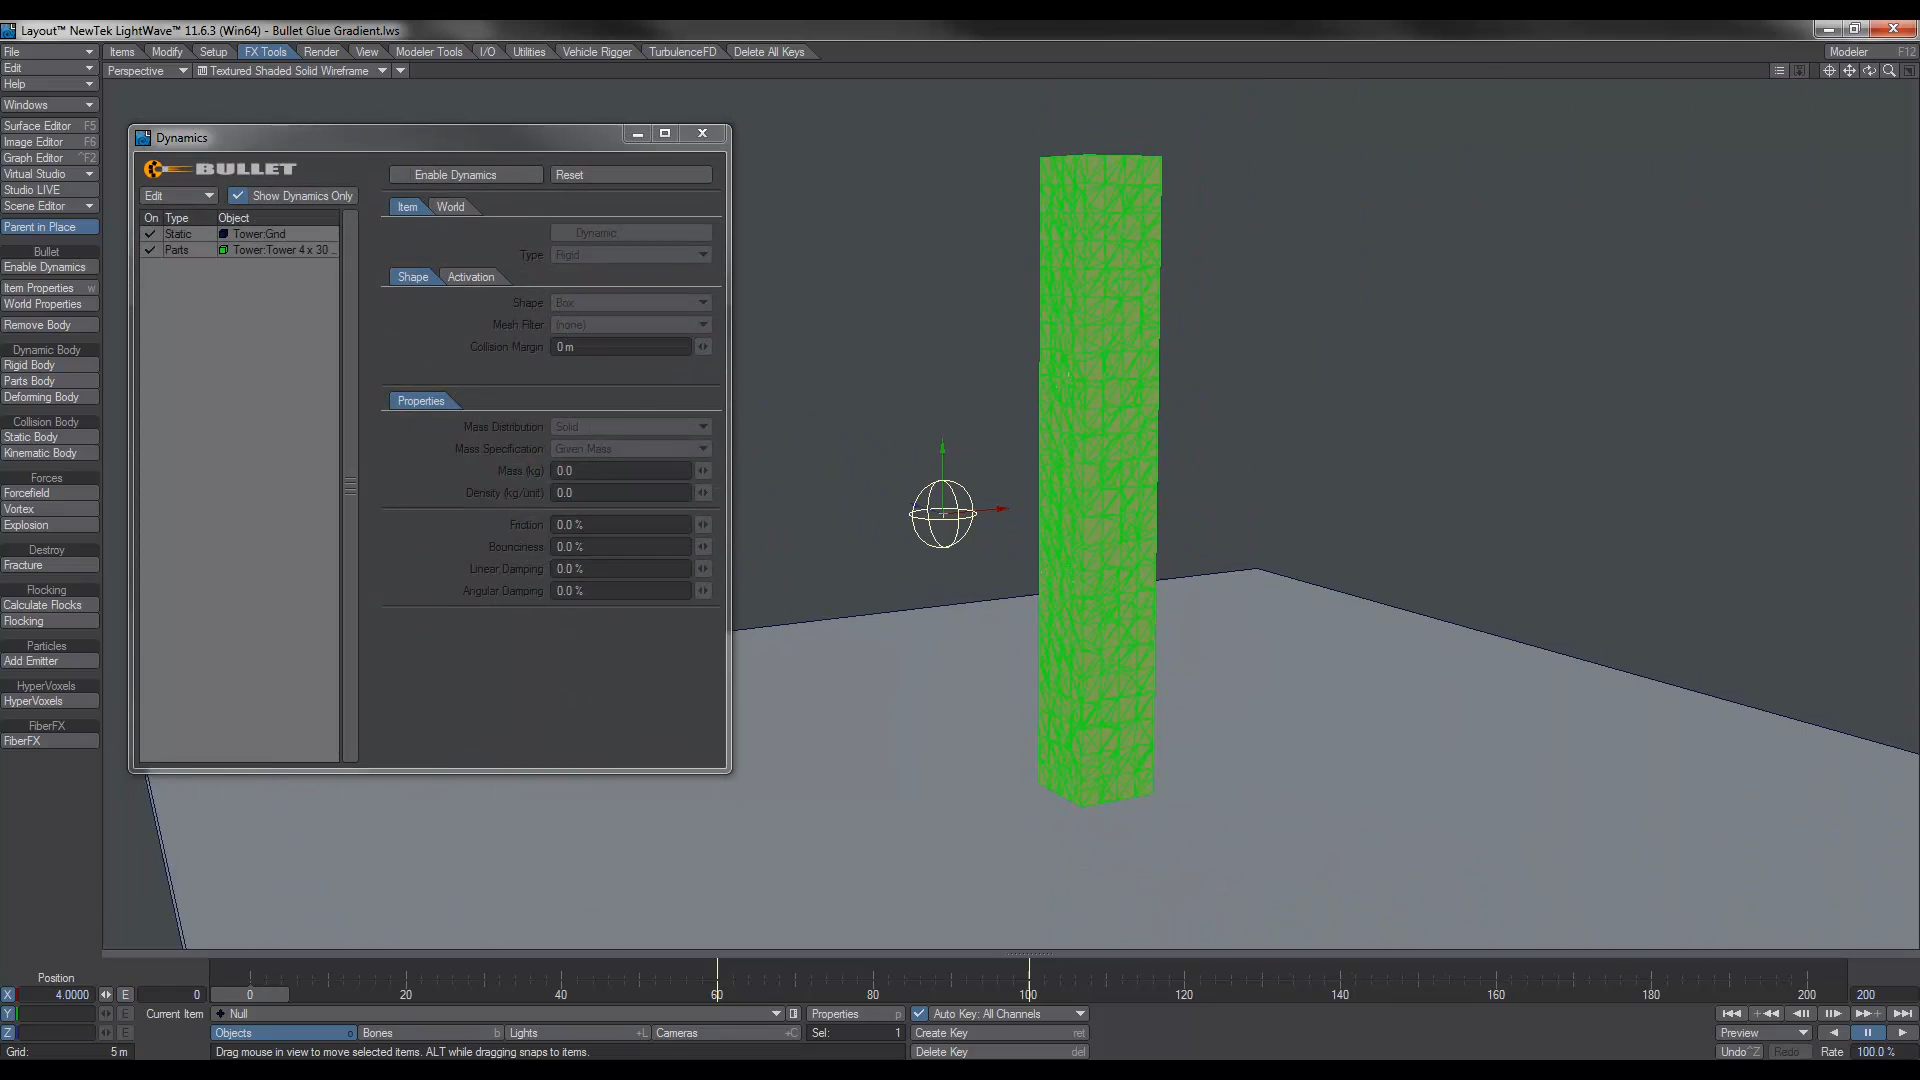 Layout™ NewTek LightWave™ 11.6.3 (Win64) - Bullet Glue Gradient.lws
File
Items Modify Setup FX Tools Render View Modeler Tools I/O Utilities Vehicle Rigger TurbulenceFD Delete All Keys
Modeler F12
Edit
Perspective
Textured Shaded Solid Wireframe
Help
Windows
Surface Editor F5
Image Editor F6
Graph Editor ^F2
Virtual Studio
Studio LIVE
Scene Editor
Parent in Place
Bullet
Enable Dynamics
Item Properties w
World Properties
Remove Body
Dynamic Body
Rigid Body
Parts Body
Deforming Body
Collision Body
Static Body
Kinematic Body
Forces
Forcefield
Vortex
Explosion
Destroy
Fracture
Flocking
Calculate Flocks
Flocking
Particles
Add Emitter
HyperVoxels
HyperVoxels
FiberFX
FiberFX
Dynamics
BULLET
Edit
Show Dynamics Only
On Type Object
Static Tower:Gnd
Parts Tower:Tower 4 x 30 ...
Enable Dynamics Reset
Item World
Dynamic
Type Rigid
Shape Activation
Shape Box
Mesh Filter (none)
Collision Margin 0 m
Properties
Mass Distribution Solid
Mass Specification Given Mass
Mass (kg) 0.0
Density (kg/unit) 0.0
Friction 0.0 %
Bounciness 0.0 %
Linear Damping 0.0 %
Angular Damping 0.0 %
Position
X 4.0000 E 0
0 20 40 60 80 100 120 140 160 180 200 200
Y E
Current Item Null
Properties p
Auto Key: All Channels
Z E
Objects o Bones b Lights +L Cameras +C
Sel: 1
Create Key ret
Preview
Grid: 5 m
Drag mouse in view to move selected items. ALT while dragging snaps to items.
Delete Key del
Undo ^Z Redo Rate 100.0 %